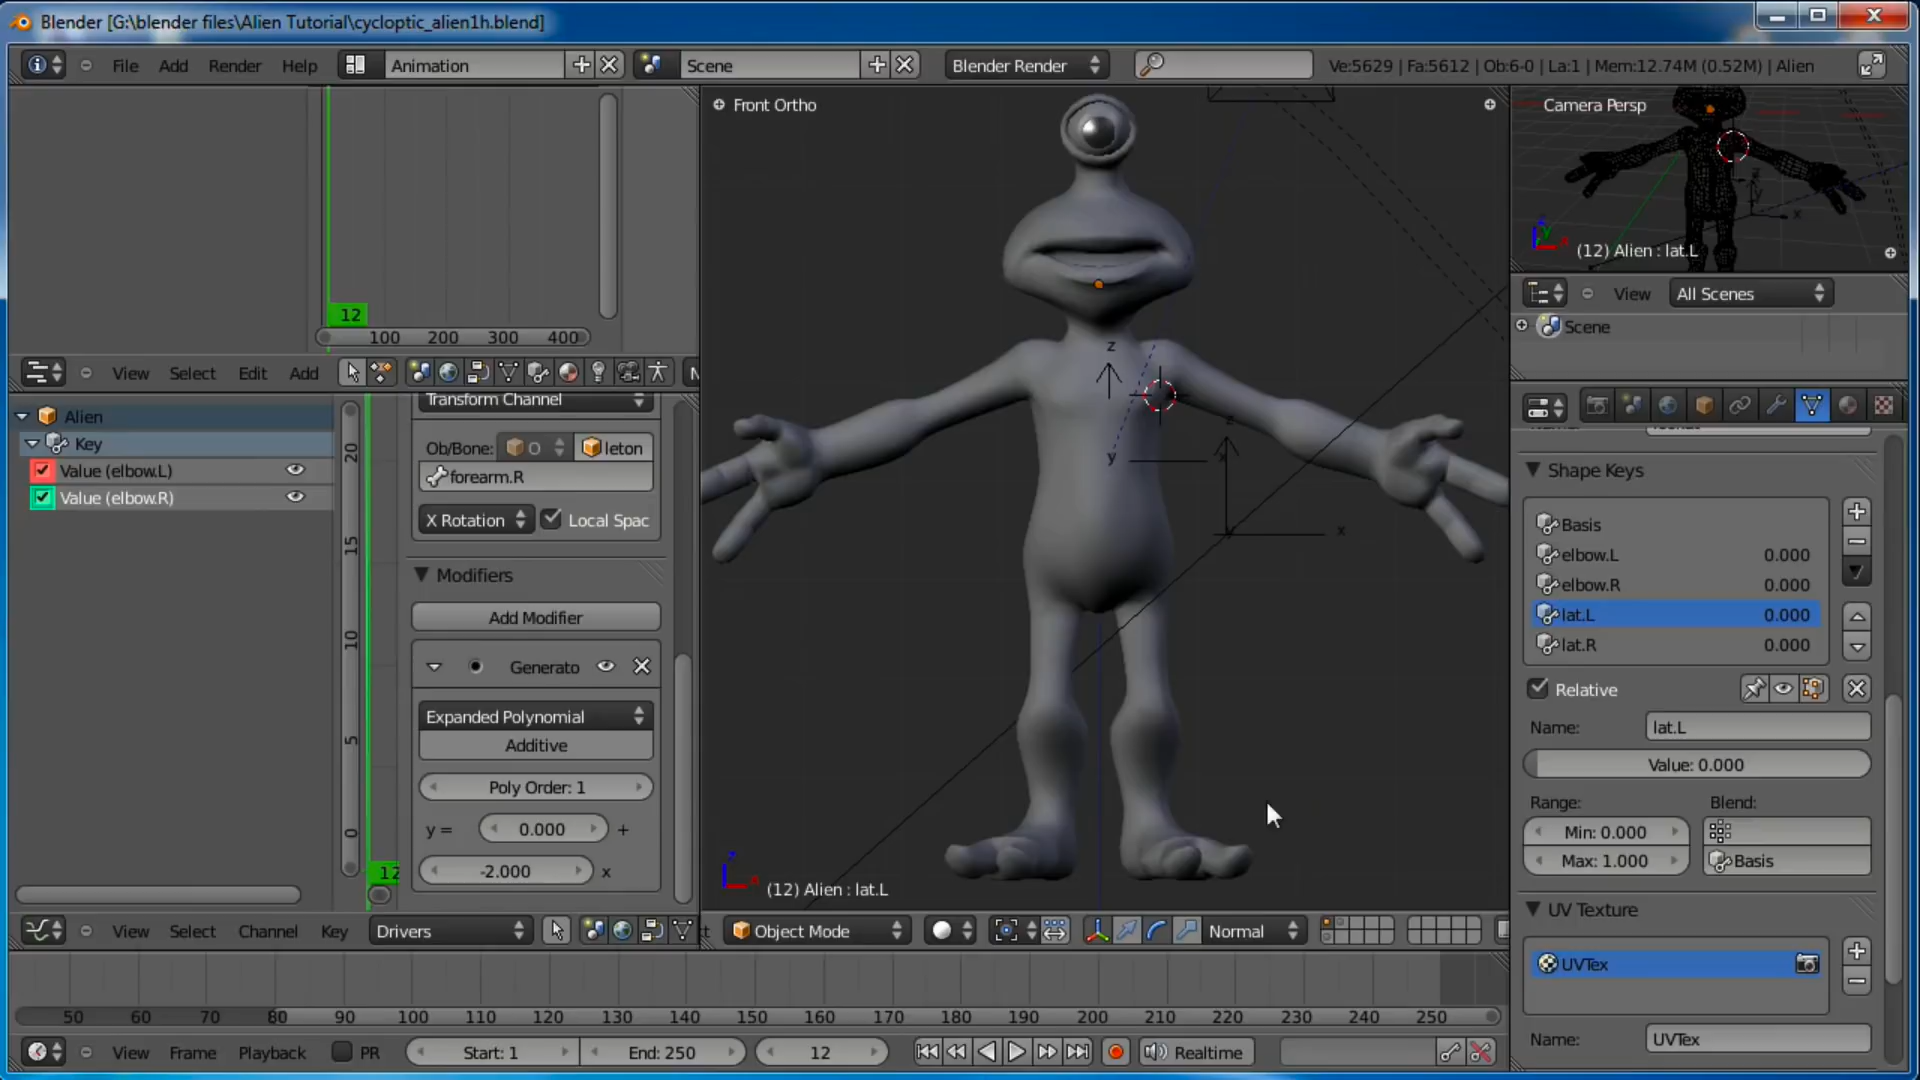 Blender [G:\blender files\Alien Tutorial\cycloptic_alien1h.blend]
File Add Render Help Animation Scene Blender Render Ve:5629 | Fa:5612 | Ob:6-0 | La:1 | Mem:12.74M (0.52M) | Alien
12
100 200 300 400
View Select Edit Add
Alien
Key
Value (elbow.L)
Value (elbow.R)
20
15
10
5
0
12
Transform Channel
Ob/Bone: O leton
forearm.R
X Rotation Local Spac
Modifiers
Add Modifier
Generato
Expanded Polynomial
Additive
Poly Order: 1
y = 0.000 +
-2.000 x
View Select Channel Key Drivers
Front Ortho
z
y
z
x
(12) Alien : lat.L
Object Mode Normal
Camera Persp
x
(12) Alien : lat.L
View All Scenes
Scene
Shape Keys
Basis
elbow.L 0.000
elbow.R 0.000
lat.L 0.000
lat.R 0.000
Relative
Name: lat.L
Value: 0.000
Range: Blend:
Min: 0.000
Max: 1.000 Basis
UV Texture
UVTex
Name: UVTex
50 60 70 80 90 100 110 120 130 140 150 160 170 180 190 200 210 220 230 240 250
View Frame Playback PR Start: 1 End: 250 12 Realtime